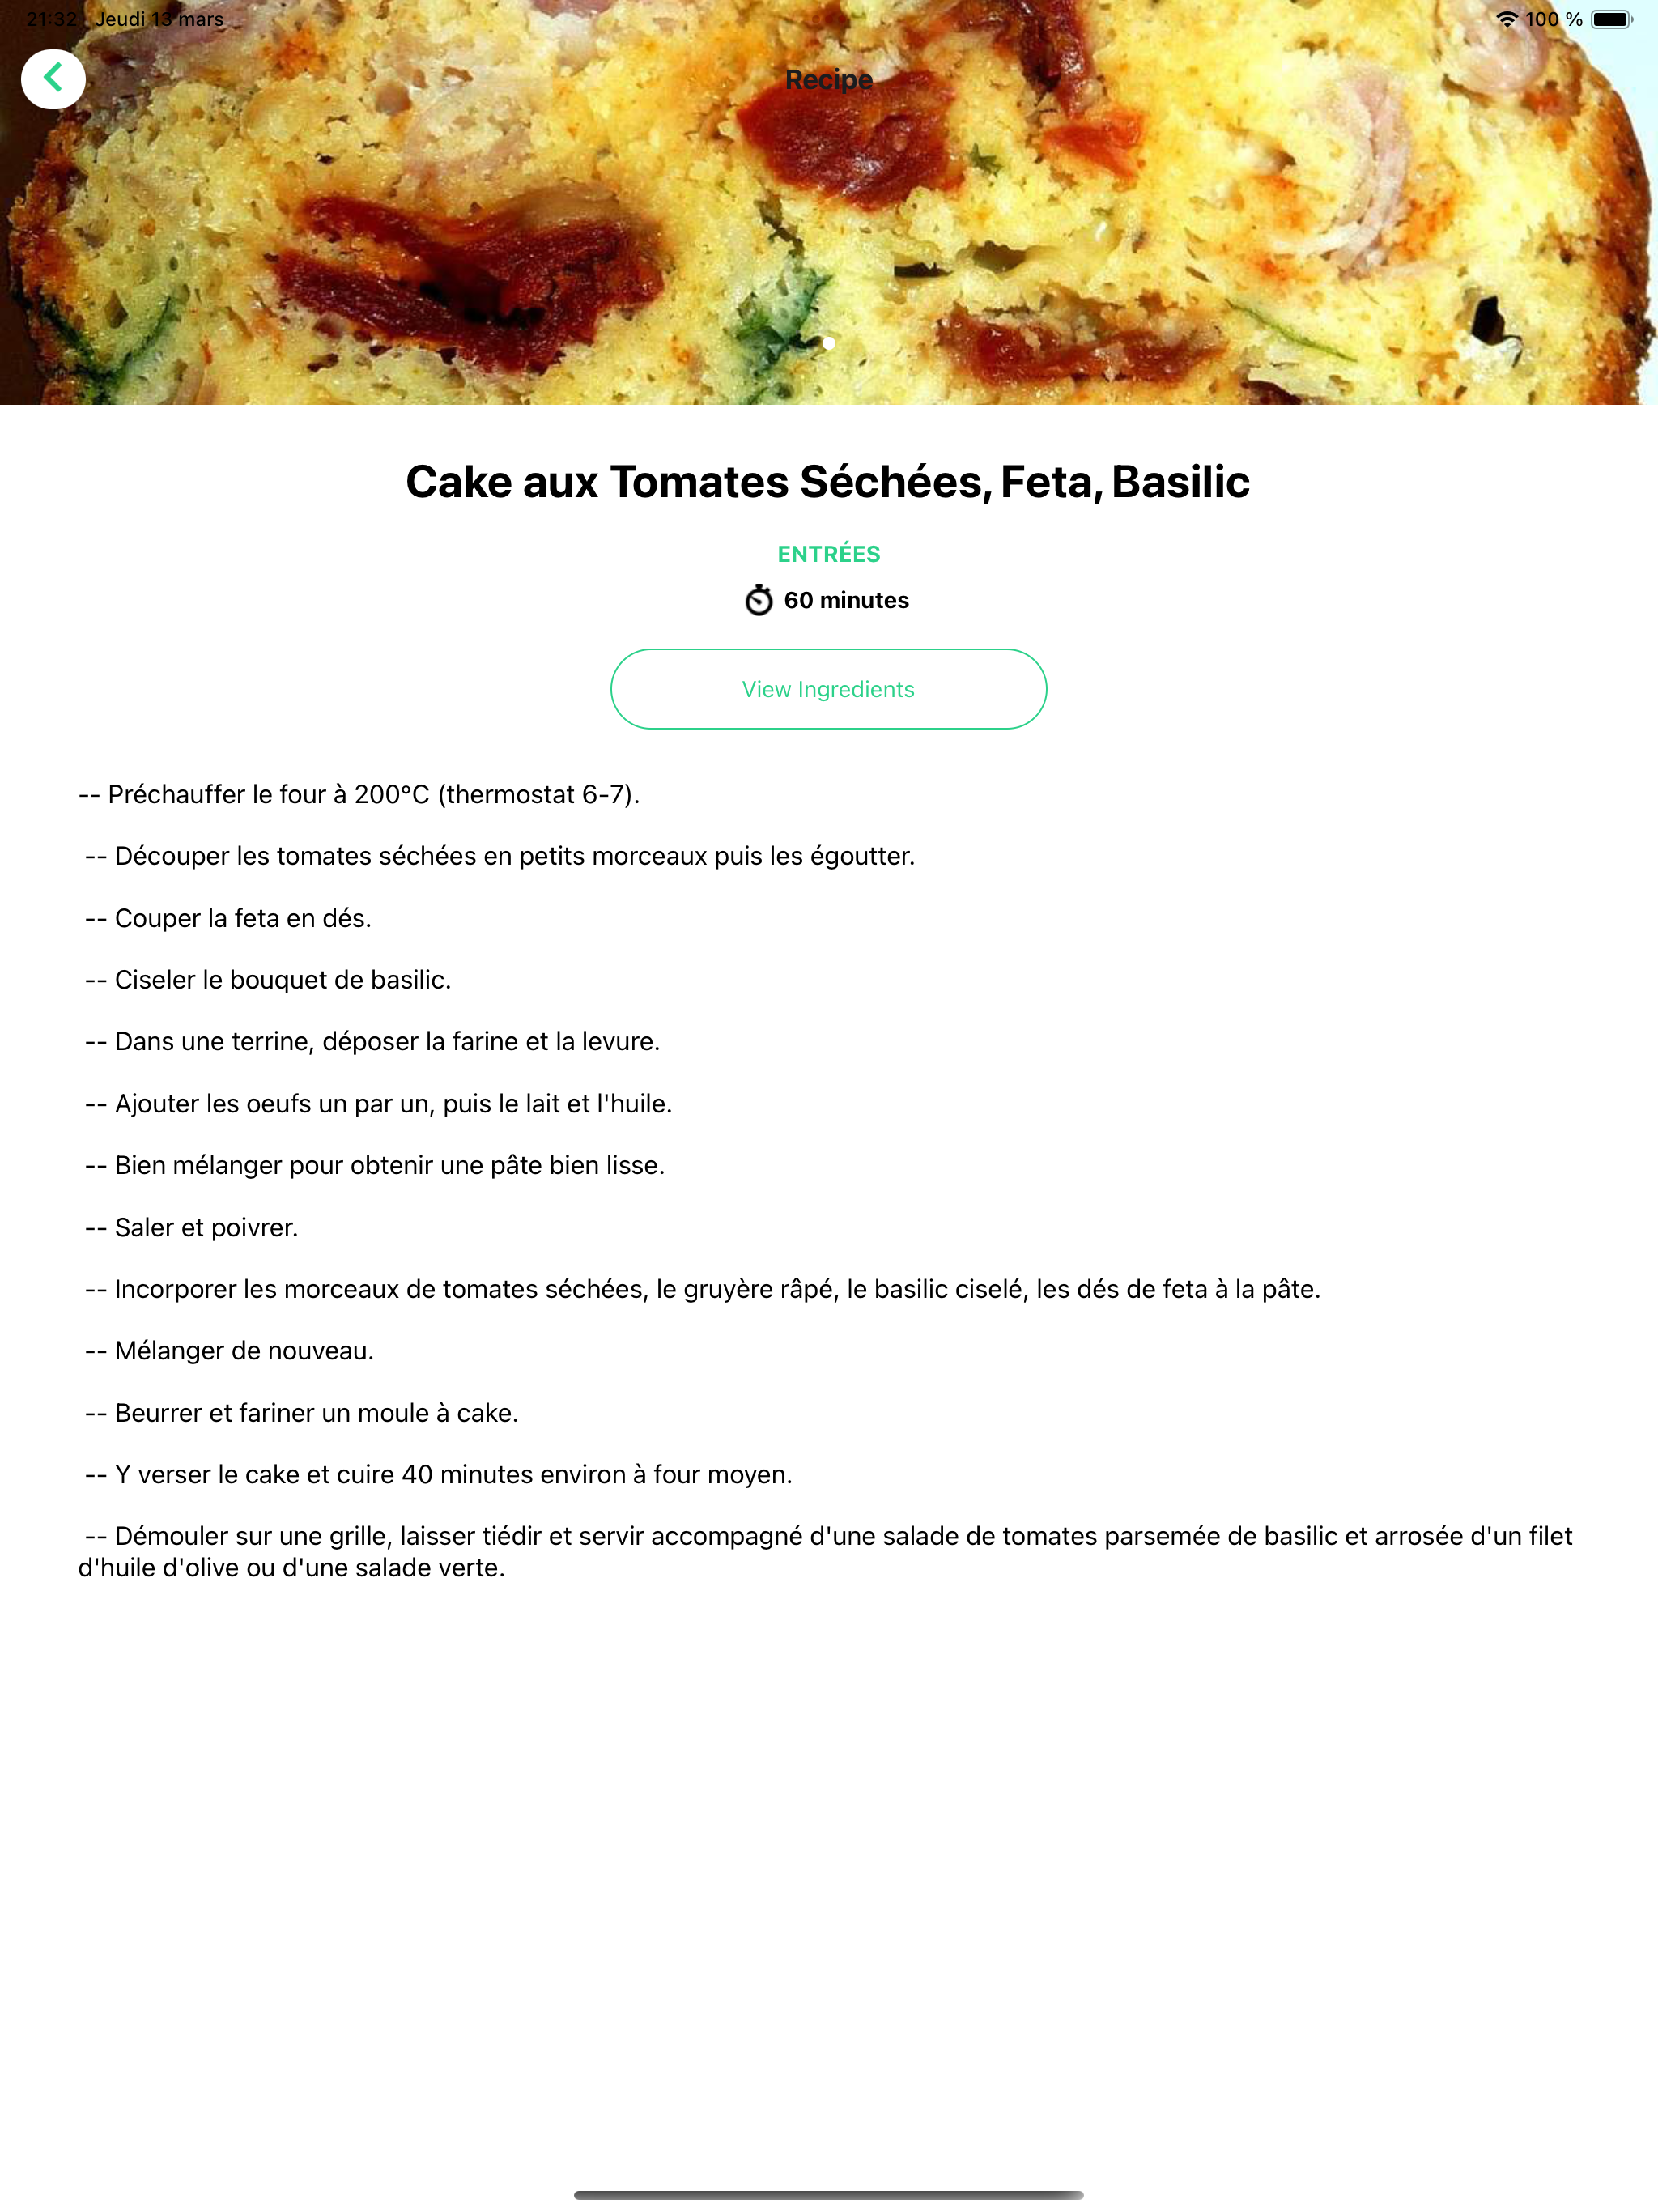 21:32 Jeudi 13 mars
100 %
Recipe
Cake aux Tomates Séchées, Feta, Basilic
ENTRÉES
60 minutes
View Ingredients
-- Préchauffer le four à 200°C (thermostat 6-7).
-- Découper les tomates séchées en petits morceaux puis les égoutter.
-- Couper la feta en dés.
-- Ciseler le bouquet de basilic.
-- Dans une terrine, déposer la farine et la levure.
-- Ajouter les oeufs un par un, puis le lait et l'huile.
-- Bien mélanger pour obtenir une pâte bien lisse.
-- Saler et poivrer.
-- Incorporer les morceaux de tomates séchées, le gruyère râpé, le basilic ciselé, les dés de feta à la pâte.
-- Mélanger de nouveau.
-- Beurrer et fariner un moule à cake.
-- Y verser le cake et cuire 40 minutes environ à four moyen.
-- Démouler sur une grille, laisser tiédir et servir accompagné d'une salade de tomates parsemée de basilic et arrosée d'un filet
d'huile d'olive ou d'une salade verte.